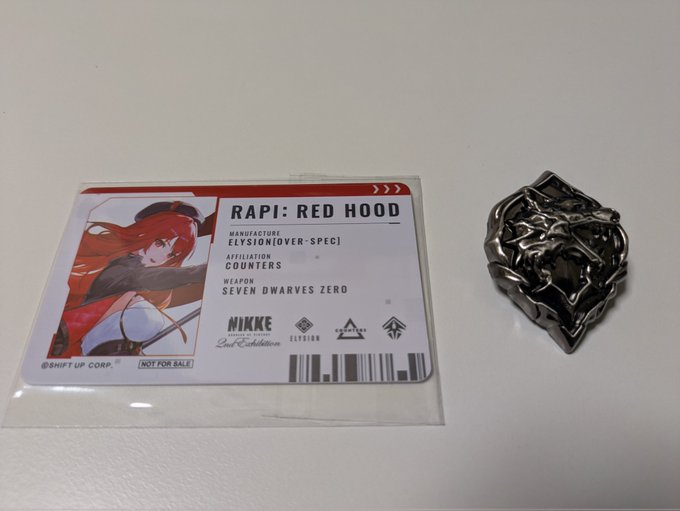 RAPI: RED HOOD
MANUFACTURE
ELYSION[OVER-SPEC]
AFFILIATION
COUNTERS
WEAPON
SEVEN DWARVES ZERO
NIKKE
2nd Exhibition
ELYSION
COUNTERS
©SHIFT UP CORP.
NOT FOR SALE